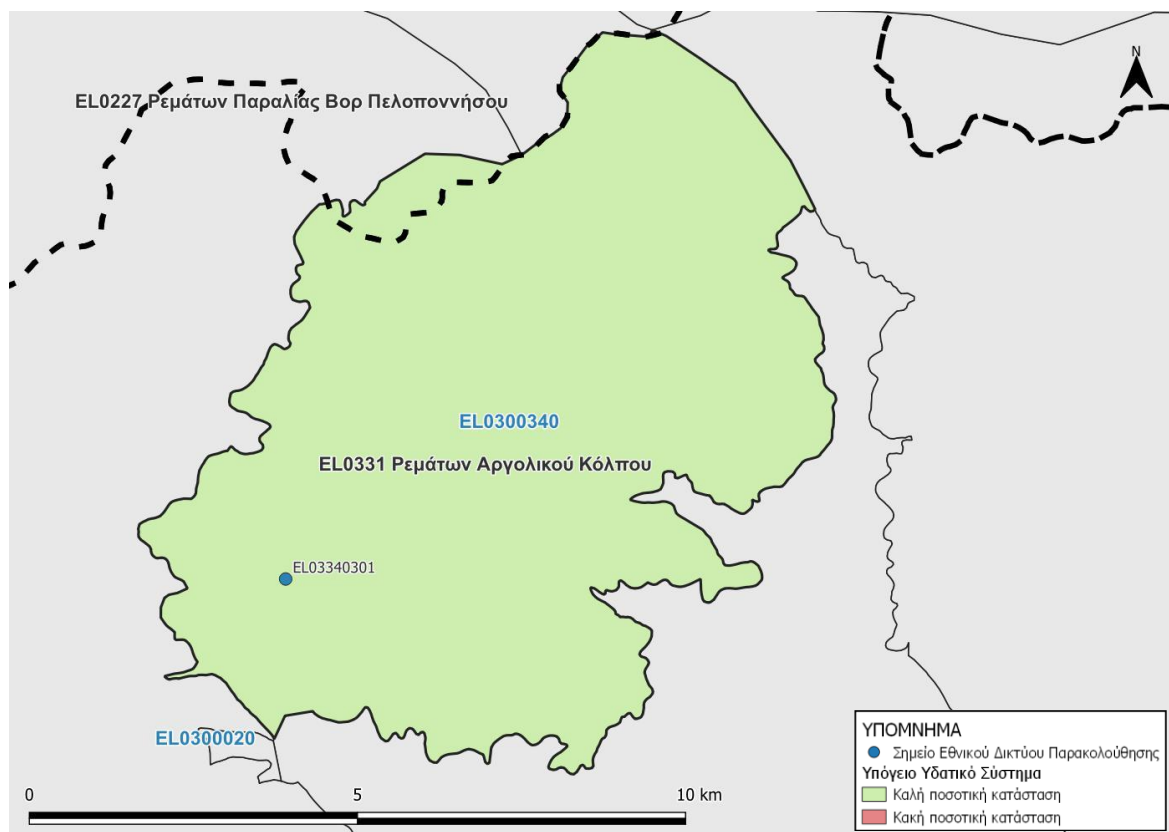 N
EL0227 Ρεμάτων Παραλίας Βορ Πελοποννήσου
EL0300340
EL0331 Ρεμάτων Αργολικού Κόλπου
EL03340301
EL0300020
0 5 10 km
ΥΠΟΜΝΗΜΑ
Σημείο Εθνικού Δικτύου Παρακολούθησης
Υπόγειο Υδατικό Σύστημα
Καλή ποσοτική κατάσταση
Κακή ποσοτική κατάσταση